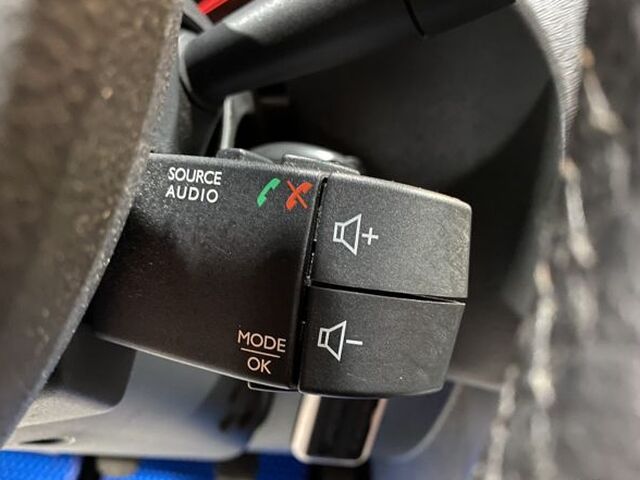 SOURCE
AUDIO
+
MODE
OK
-